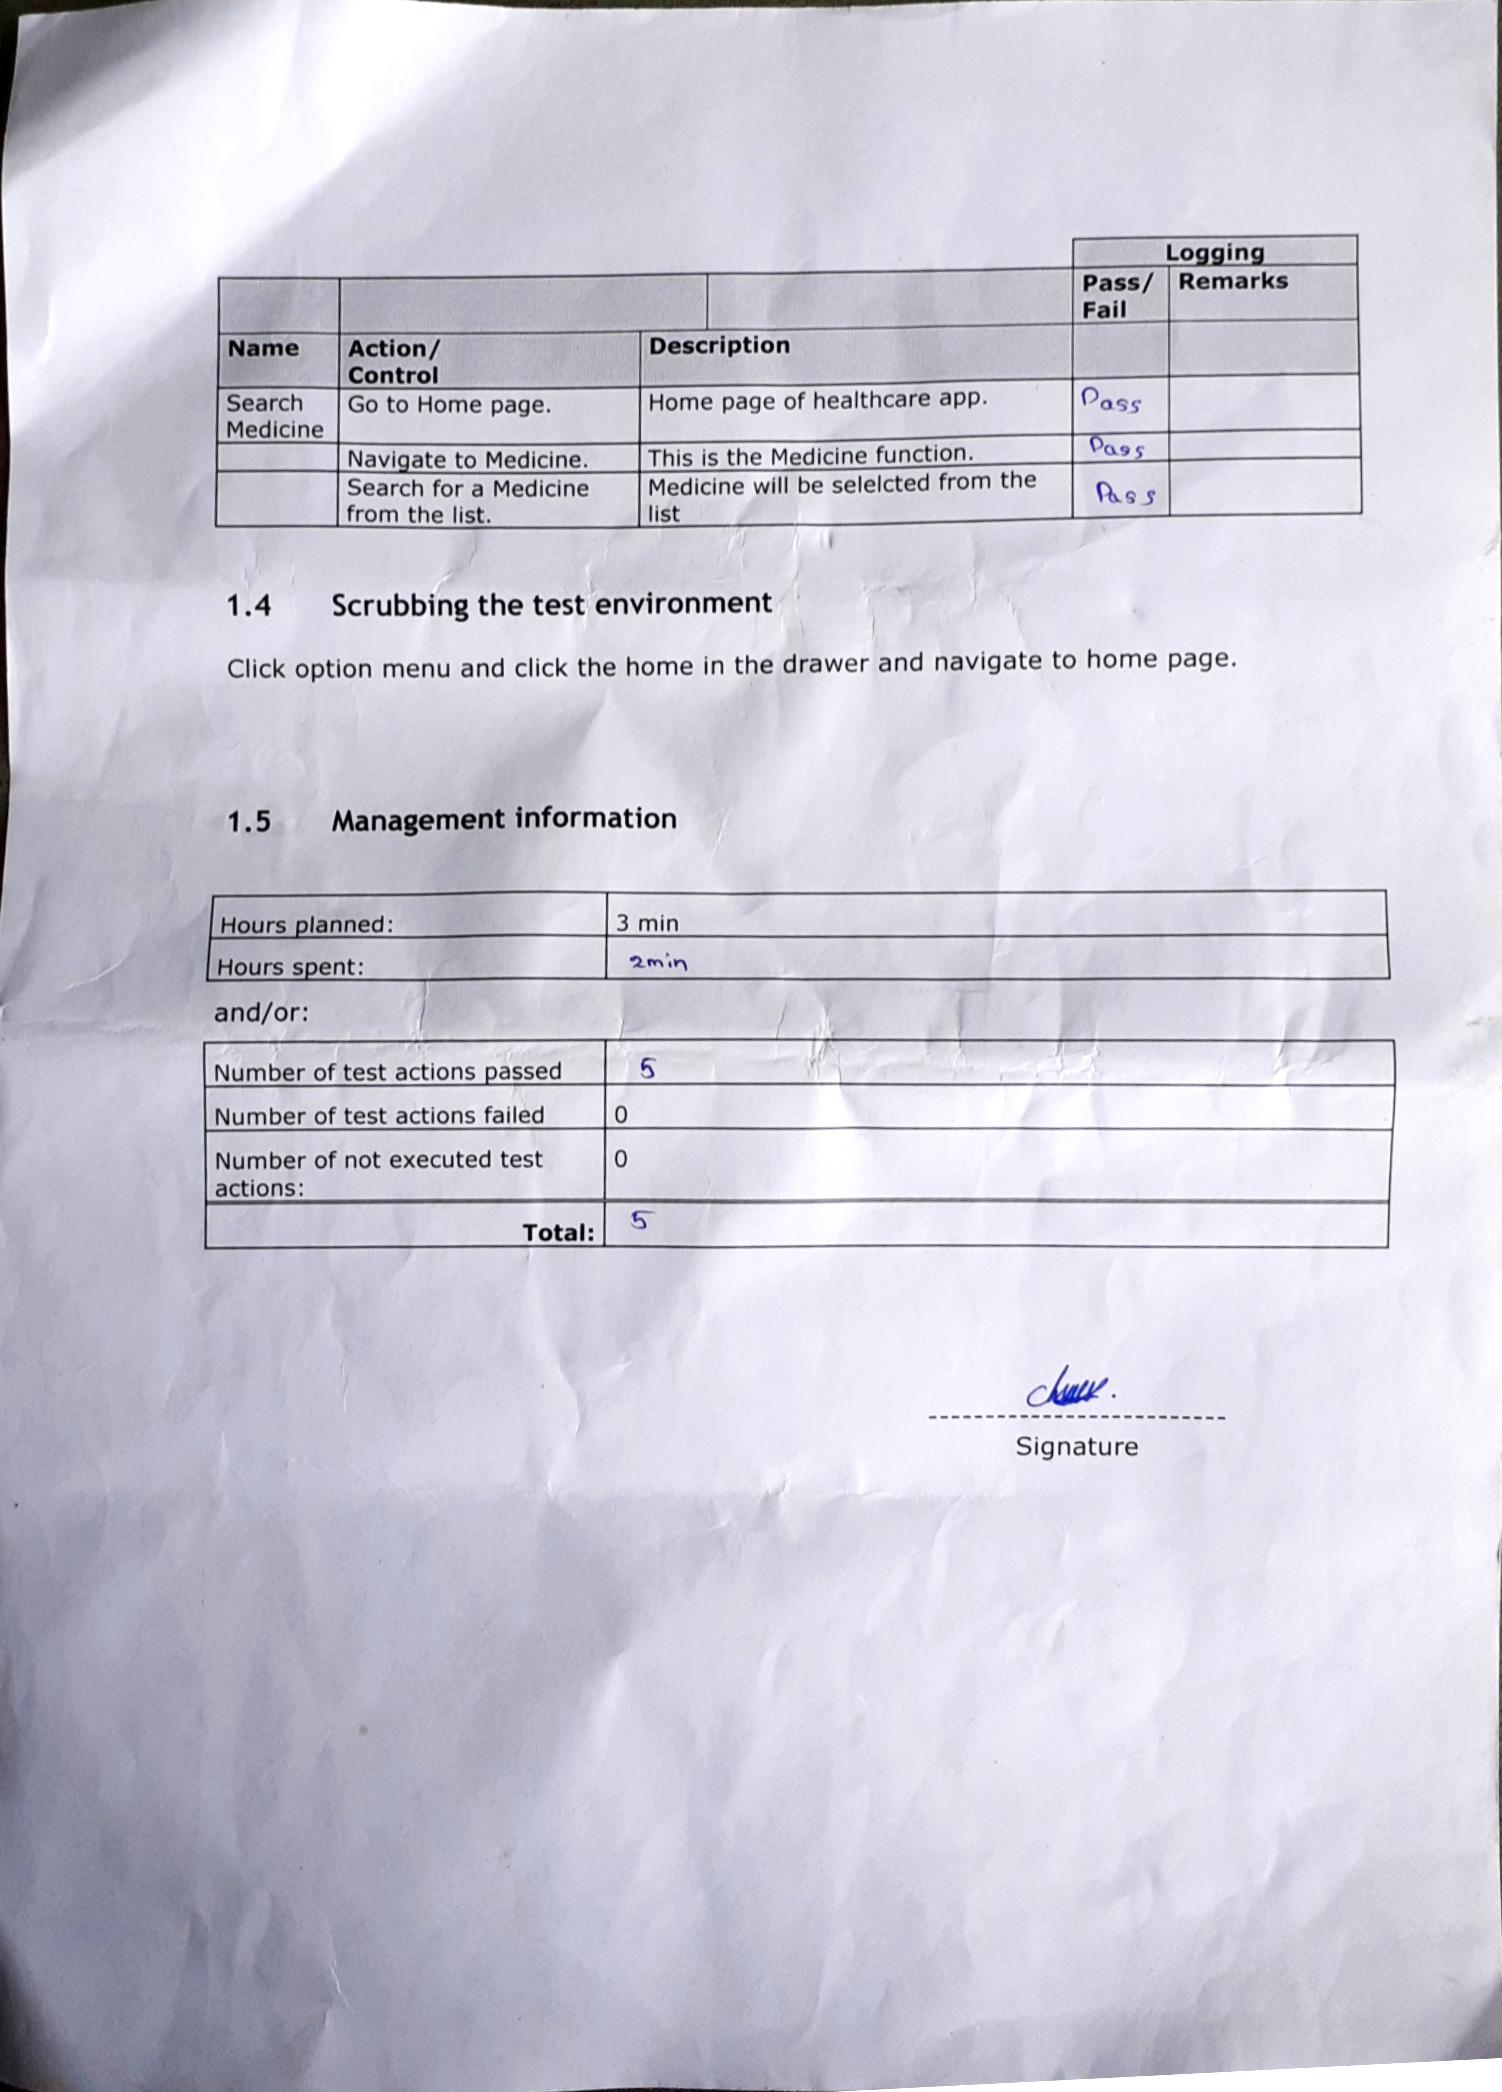 Logging
Pass/ Remarks
Fail
Name Action/ Description
Control
Search Go to Home page. Home page of healthcare app. Pass
Medicine
Navigate to Medicine. This is the Medicine function. Pass
Search for a Medicine Medicine will be selelcted from the Pass
from the list. list
1.4 Scrubbing the test environment
Click option menu and click the home in the drawer and navigate to home page.
1.5 Management information
Hours planned: 3 min
Hours spent: 2min
and/or:
Number of test actions passed 5
Number of test actions failed 0
Number of not executed test 0
actions:
Total: 5
Signature